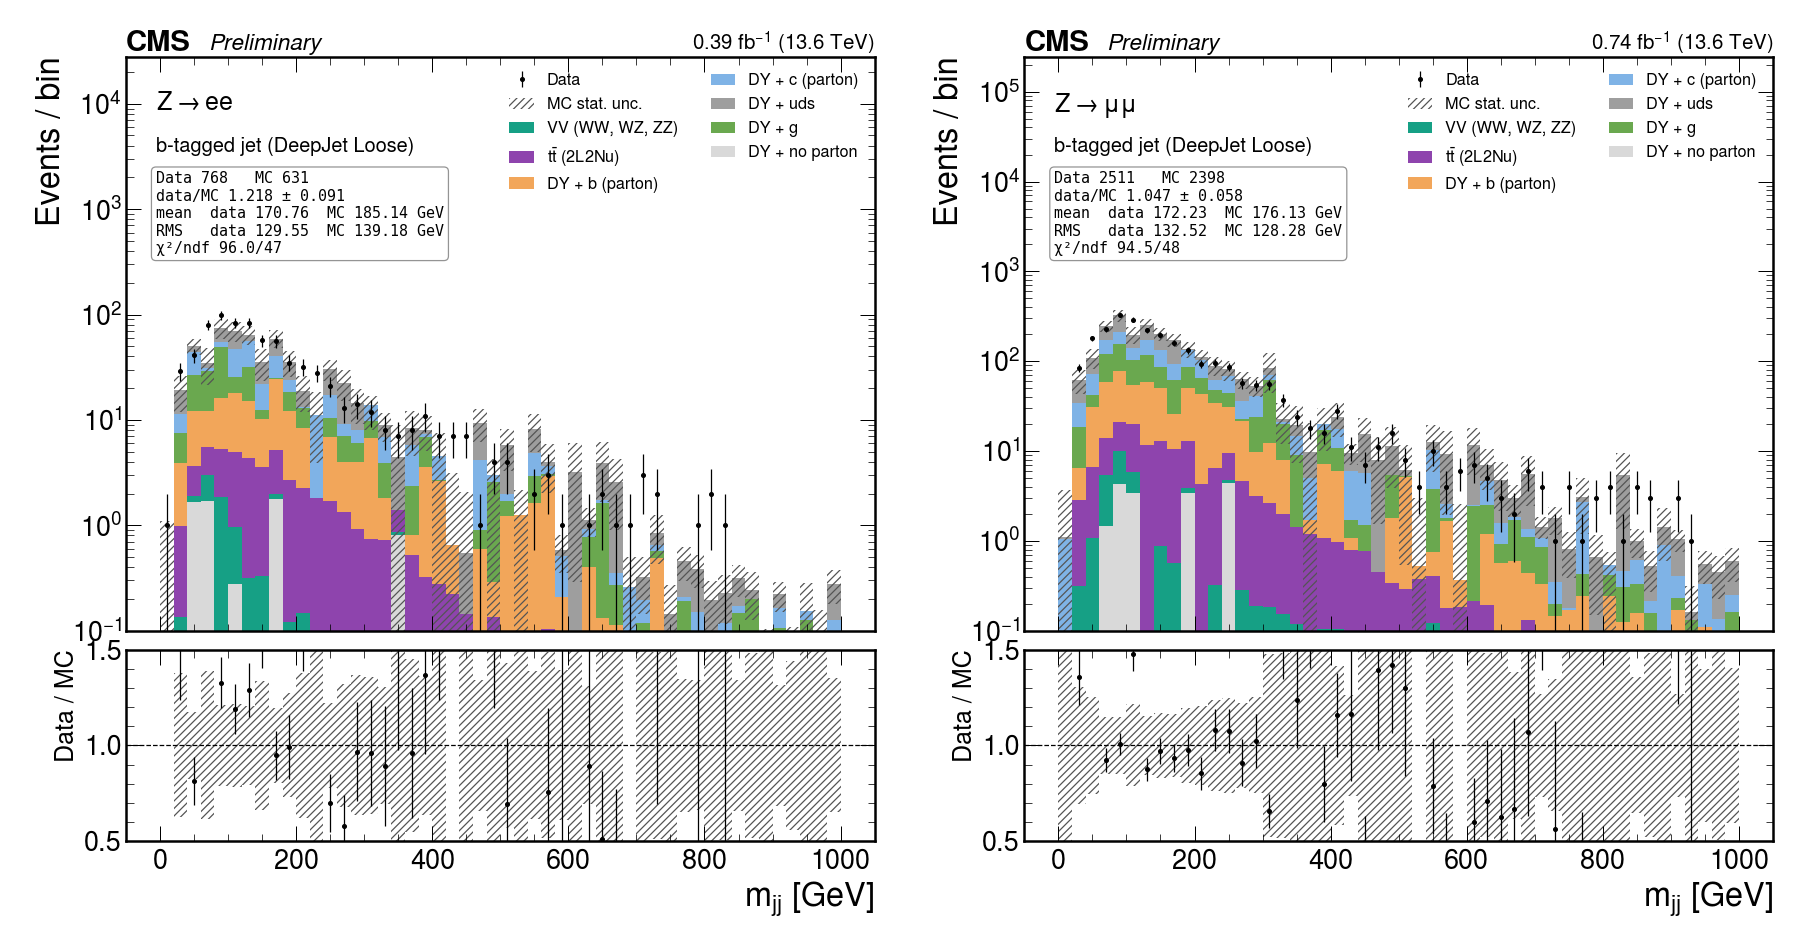 CMS Preliminary 0.39 fb⁻¹ (13.6 TeV)
Events / bin
10⁴
10³
10²
10¹
10⁰
10⁻¹
Z → ee
b-tagged jet (DeepJet Loose)
Data 768 MC 631
data/MC 1.218 ± 0.091
mean data 170.76 MC 185.14 GeV
RMS data 129.55 MC 139.18 GeV
χ²/ndf 96.0/47
Data
MC stat. unc.
VV (WW, WZ, ZZ)
tt̄ (2L2Nu)
DY + b (parton)
DY + c (parton)
DY + uds
DY + g
DY + no parton
Data / MC
1.5
1.0
0.5
0 200 400 600 800 1000
m_jj [GeV]
CMS Preliminary 0.74 fb⁻¹ (13.6 TeV)
Events / bin
10⁵
10⁴
10³
10²
10¹
10⁰
10⁻¹
Z → μμ
b-tagged jet (DeepJet Loose)
Data 2511 MC 2398
data/MC 1.047 ± 0.058
mean data 172.23 MC 176.13 GeV
RMS data 132.52 MC 128.28 GeV
χ²/ndf 94.5/48
Data
MC stat. unc.
VV (WW, WZ, ZZ)
tt̄ (2L2Nu)
DY + b (parton)
DY + c (parton)
DY + uds
DY + g
DY + no parton
Data / MC
1.5
1.0
0.5
0 200 400 600 800 1000
m_jj [GeV]